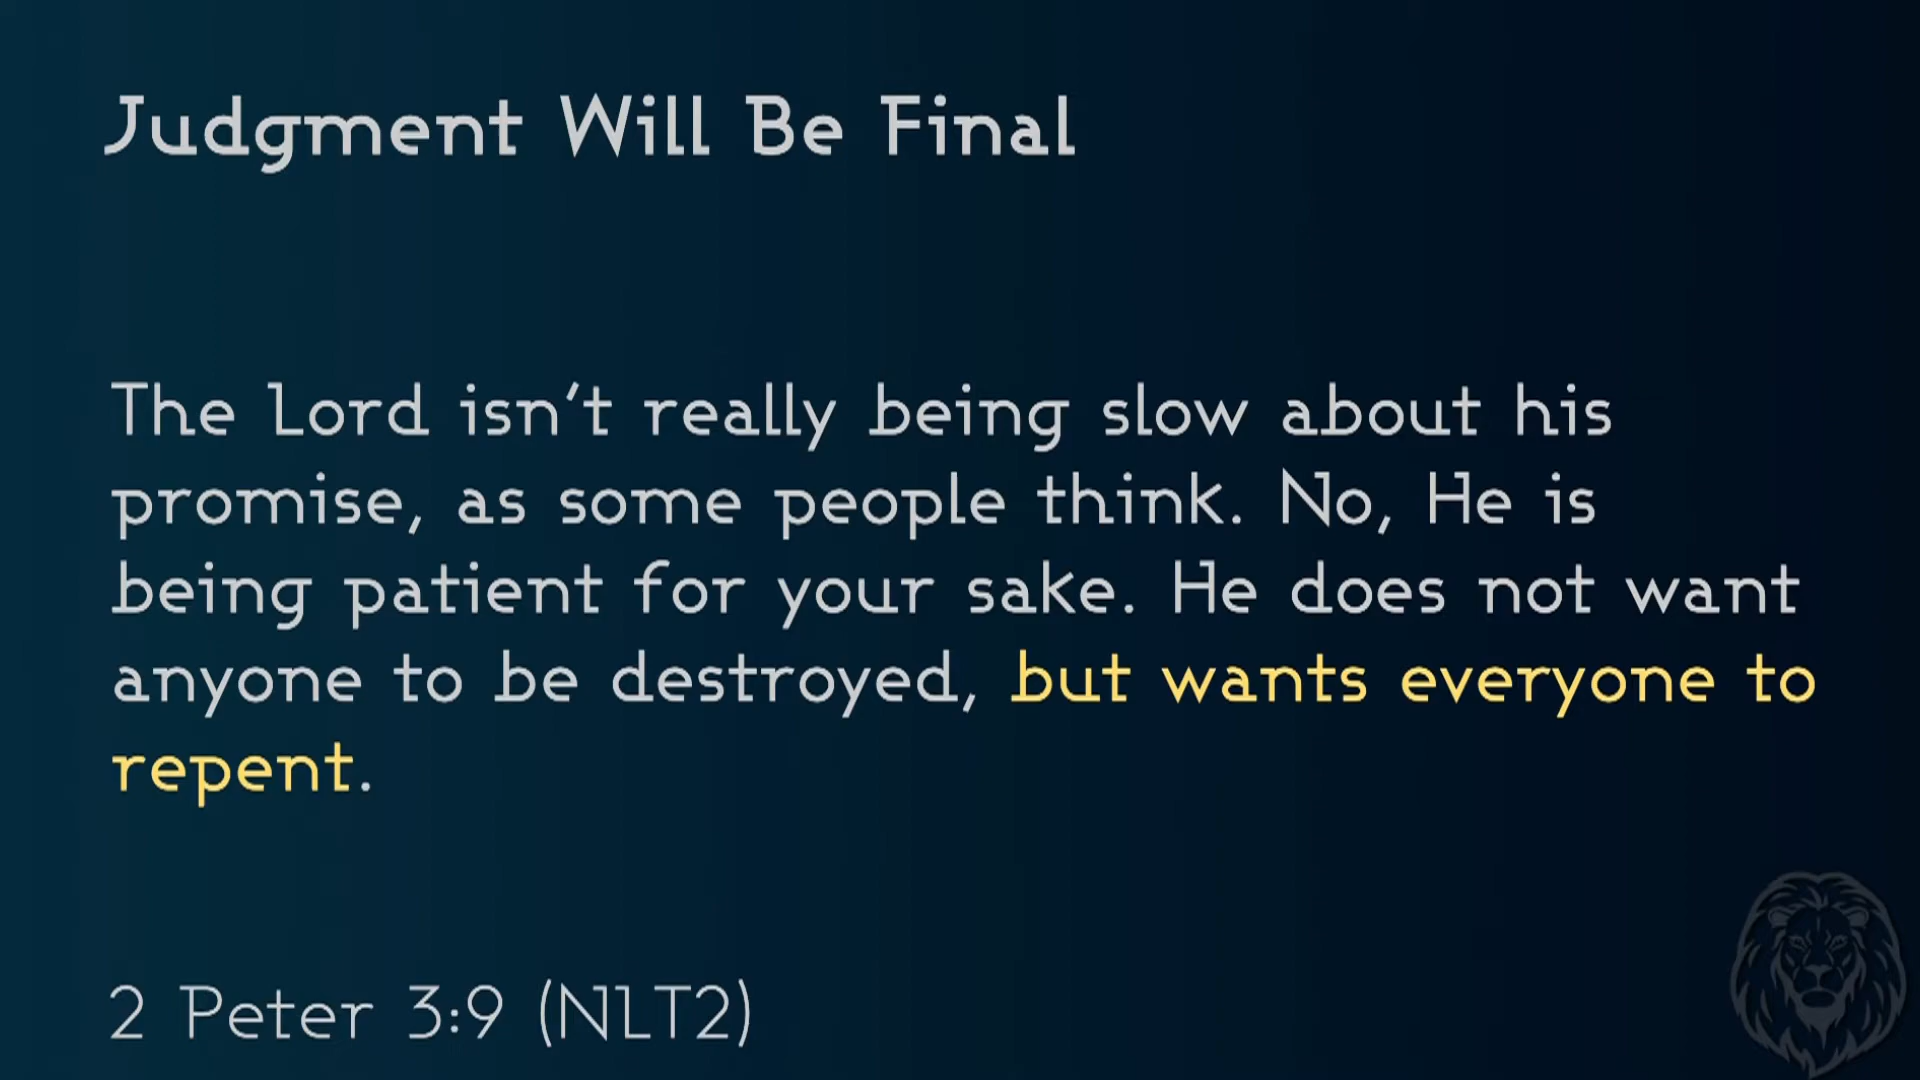 Judgment Will Be Final
The Lord isn't really being slow about his
promise, as some people think. No, He is
being patient for your sake. He does not want
anyone to be destroyed, but wants everyone to
repent.
2 Peter 3:9 (NLT2)